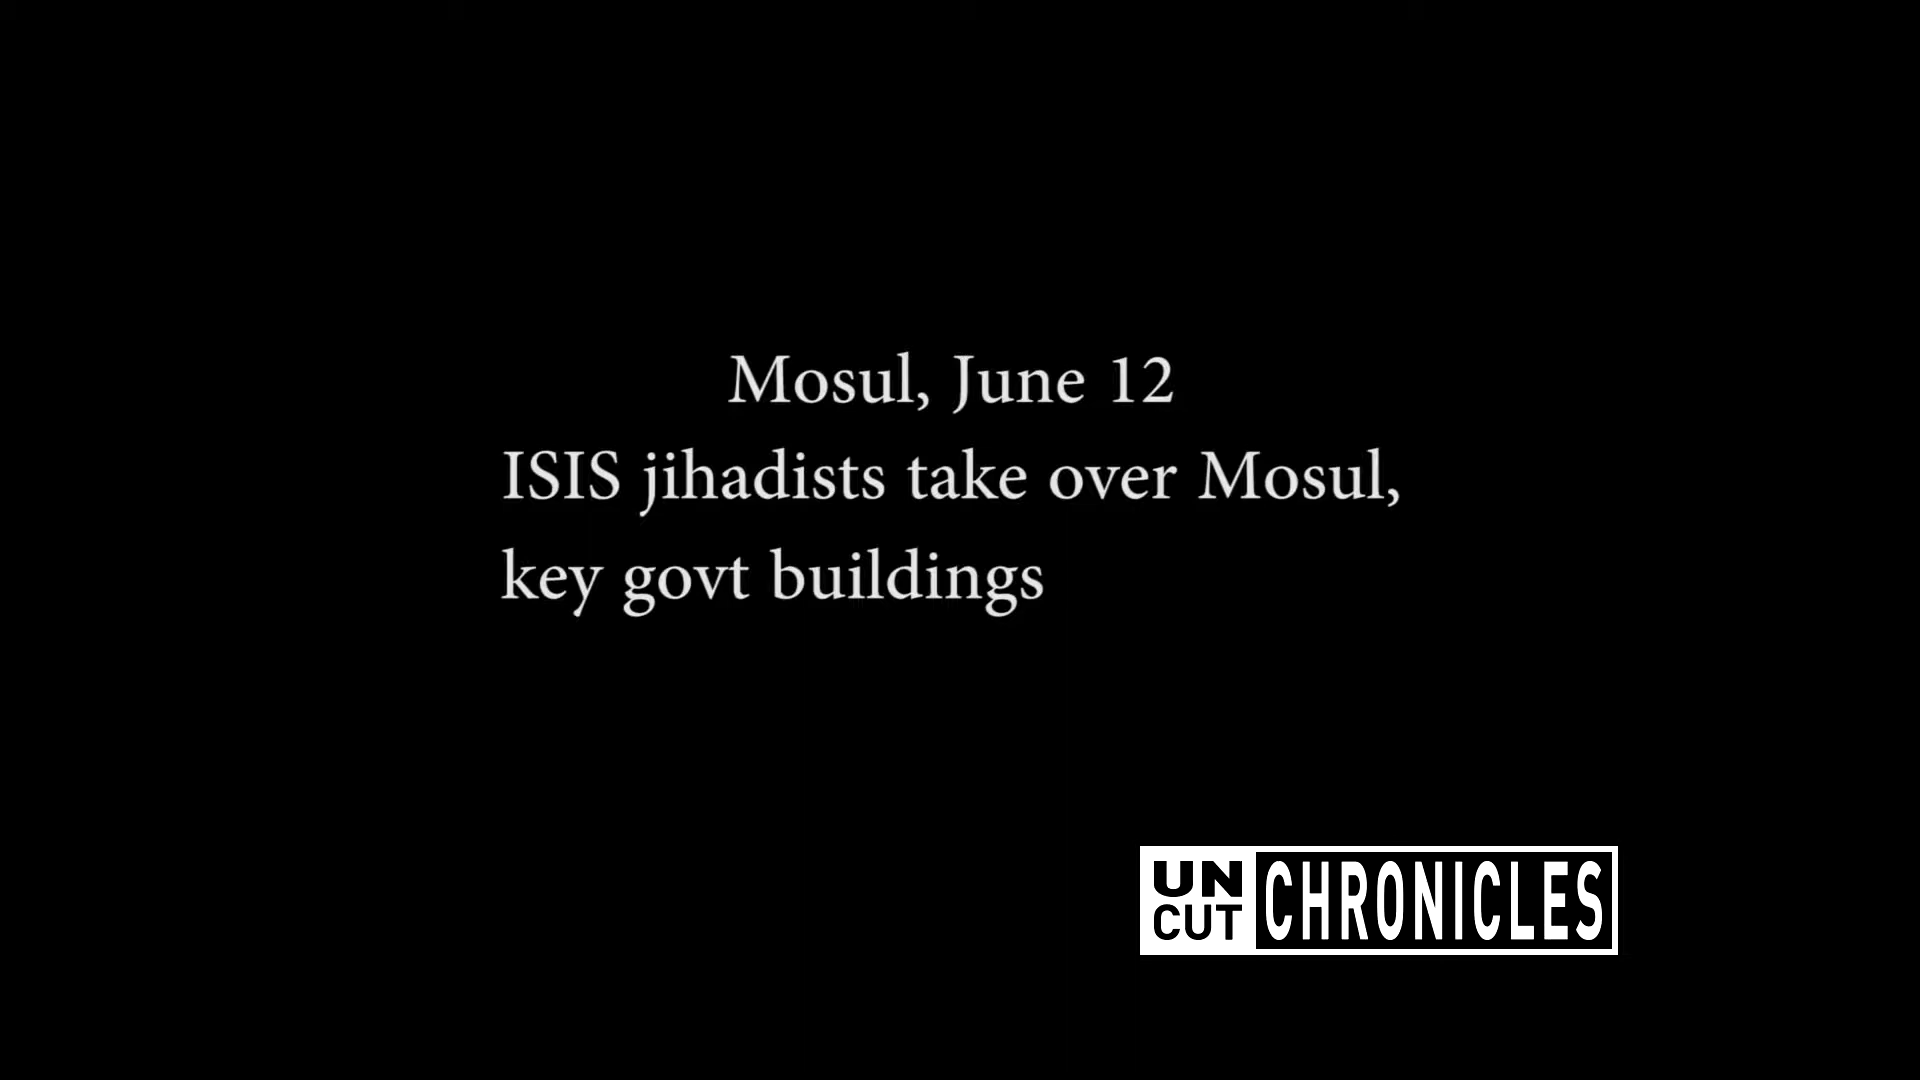 Mosul, June 12
ISIS jihadists take over Mosul,
key govt buildings
UN
CUT
CHRONICLES